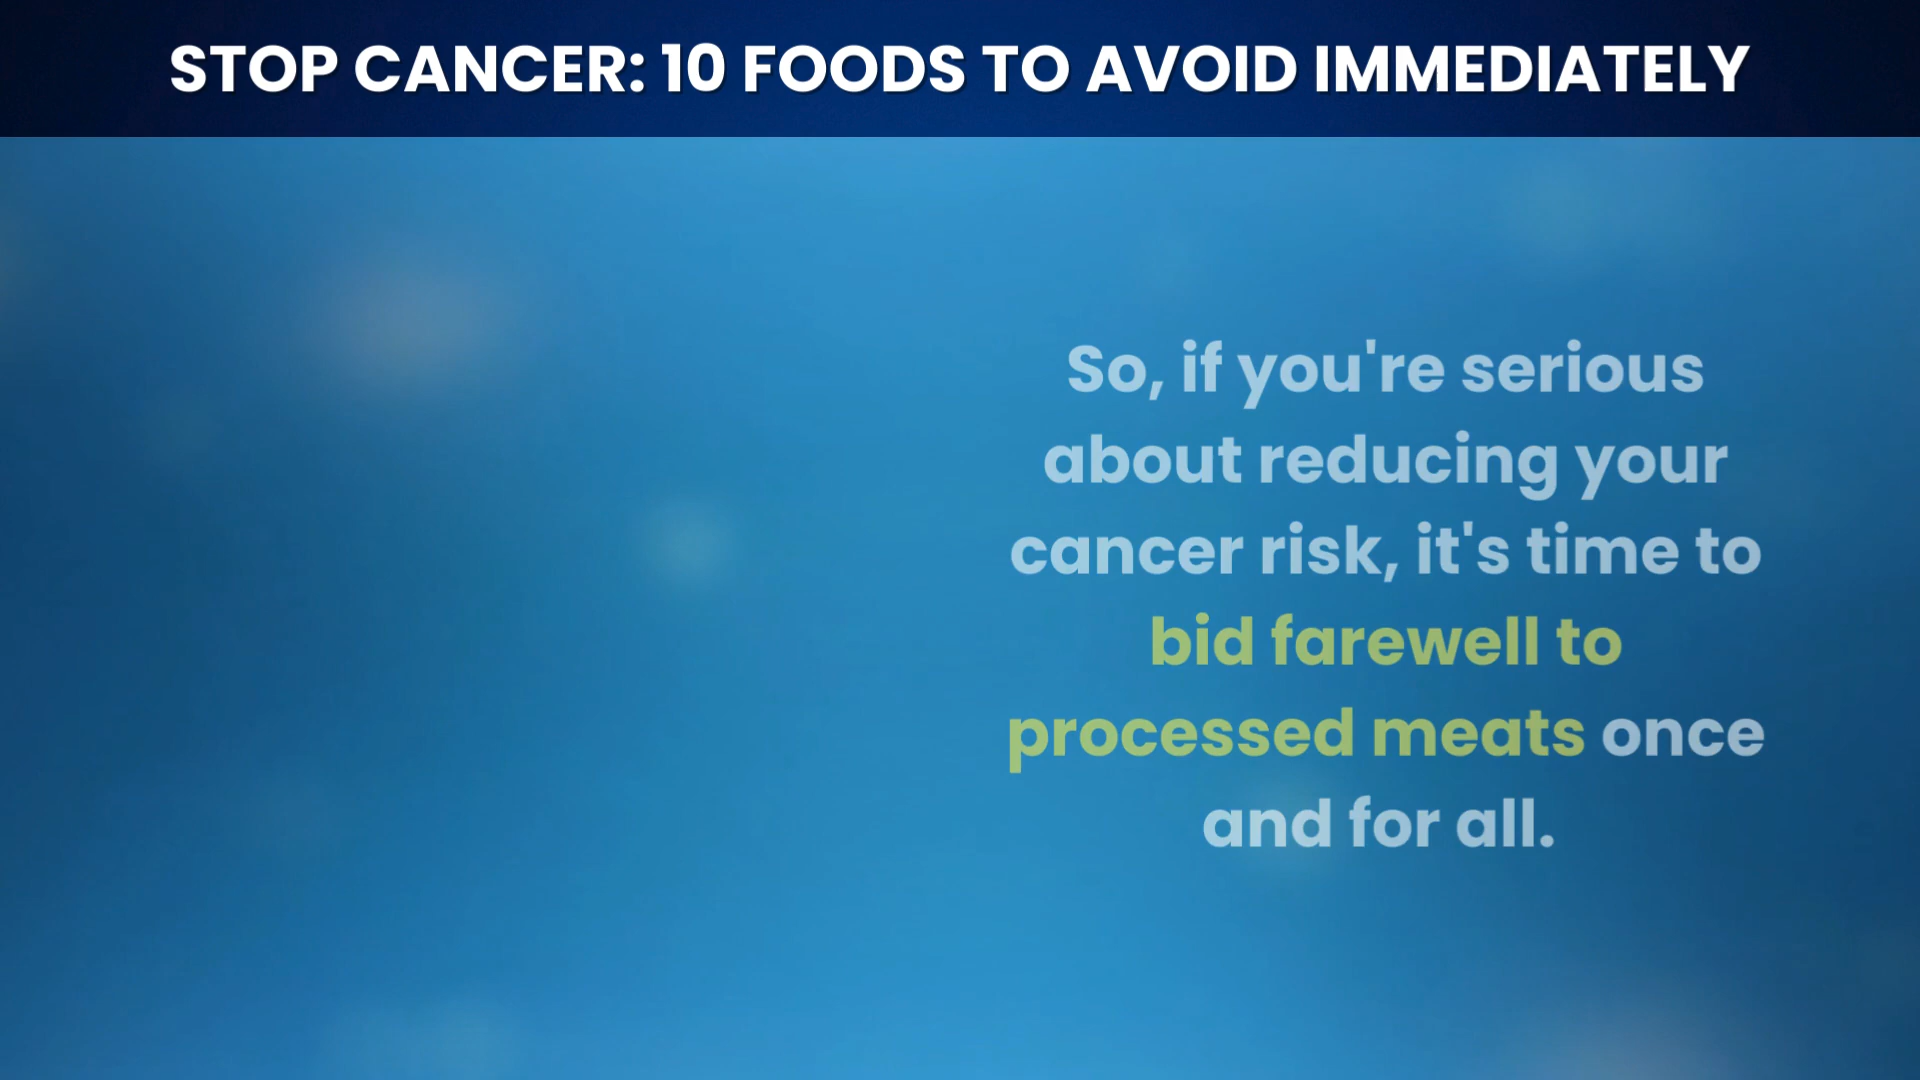 STOP CANCER: 10 FOODS TO AVOID IMMEDIATELY
So, if you're serious
about reducing your
cancer risk, it's time to
bid farewell to
processed meats once
and for all.